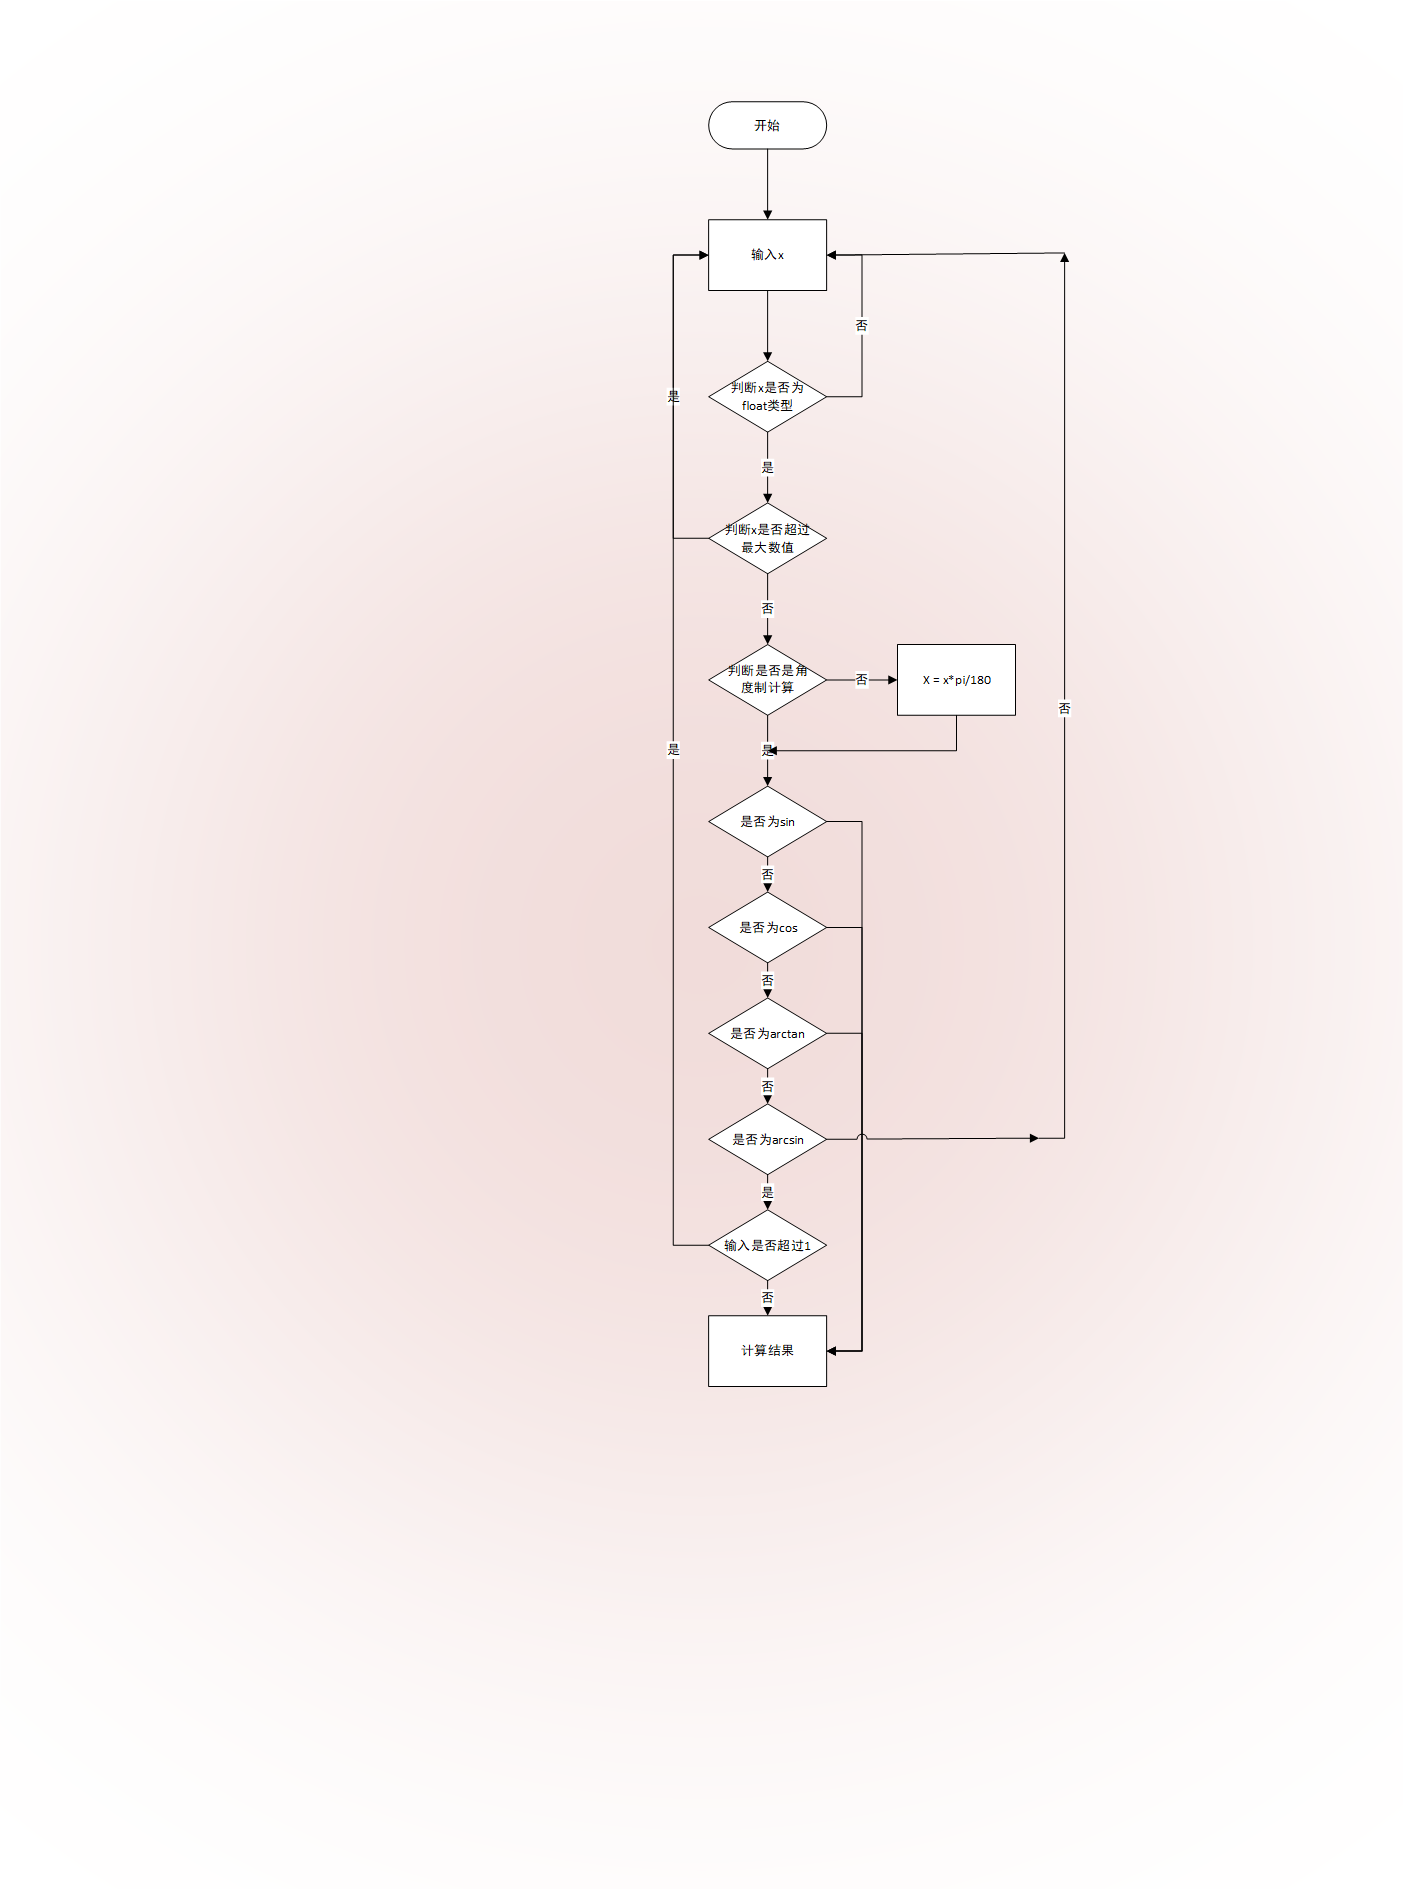 开始
输入x
否
判断x是否为
float类型
是
是
判断x是否超过
最大数值
否
判断是否是角
度制计算
否
X = x*pi/180
否
是
是
是否为sin
否
是否为cos
否
是否为arctan
否
是否为arcsin
是
输入是否超过1
否
计算结果